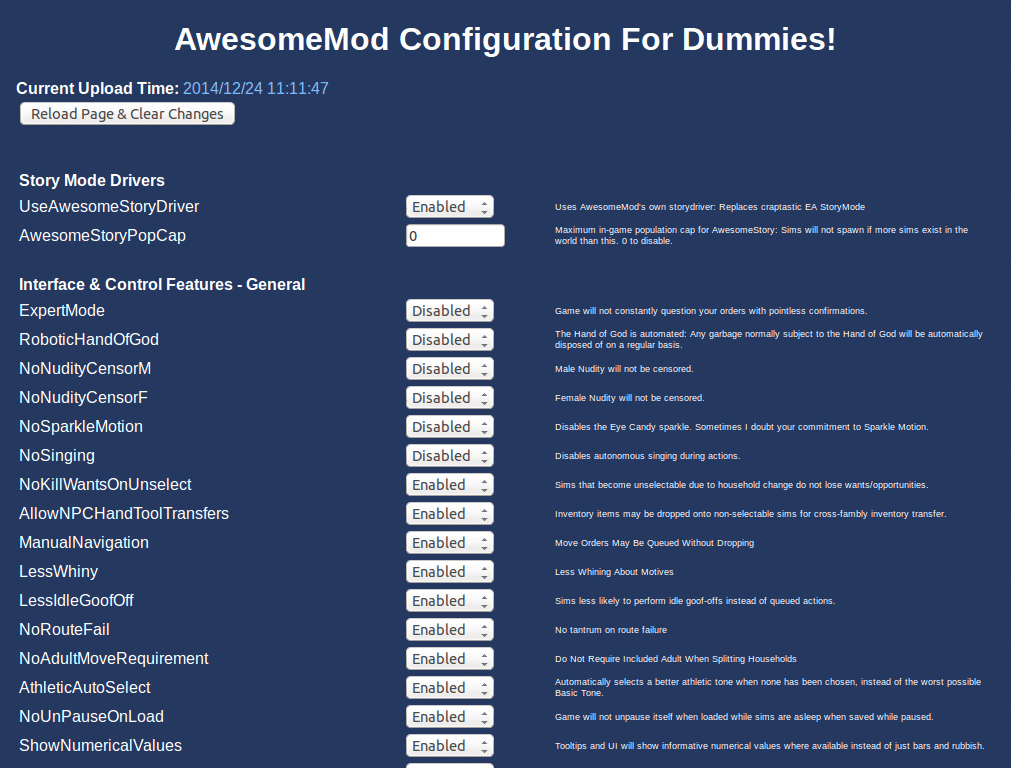 AwesomeMod Configuration For Dummies!
Current Upload Time: 2014/12/24 11:11:47
Reload Page & Clear Changes
Story Mode Drivers
UseAwesomeStoryDriver Enabled Uses AwesomeMod's own storydriver: Replaces craptastic EA StoryMode
AwesomeStoryPopCap 0 Maximum in-game population cap for AwesomeStory: Sims will not spawn if more sims exist in the
world than this. 0 to disable.
Interface & Control Features - General
ExpertMode Disabled Game will not constantly question your orders with pointless confirmations.
RoboticHandOfGod Disabled The Hand of God is automated: Any garbage normally subject to the Hand of God will be automatically
disposed of on a regular basis.
NoNudityCensorM Disabled Male Nudity will not be censored.
NoNudityCensorF Disabled Female Nudity will not be censored.
NoSparkleMotion Disabled Disables the Eye Candy sparkle. Sometimes I doubt your commitment to Sparkle Motion.
NoSinging Disabled Disables autonomous singing during actions.
NoKillWantsOnUnselect Enabled Sims that become unselectable due to household change do not lose wants/opportunities.
AllowNPCHandToolTransfers Enabled Inventory items may be dropped onto non-selectable sims for cross-fambly inventory transfer.
ManualNavigation Enabled Move Orders May Be Queued Without Dropping
LessWhiny Enabled Less Whining About Motives
LessIdleGoofOff Enabled Sims less likely to perform idle goof-offs instead of queued actions.
NoRouteFail Enabled No tantrum on route failure
NoAdultMoveRequirement Enabled Do Not Require Included Adult When Splitting Households
AthleticAutoSelect Enabled Automatically selects a better athletic tone when none has been chosen, instead of the worst possible
Basic Tone.
NoUnPauseOnLoad Enabled Game will not unpause itself when loaded while sims are asleep when saved while paused.
ShowNumericalValues Enabled Tooltips and UI will show informative numerical values where available instead of just bars and rubbish.